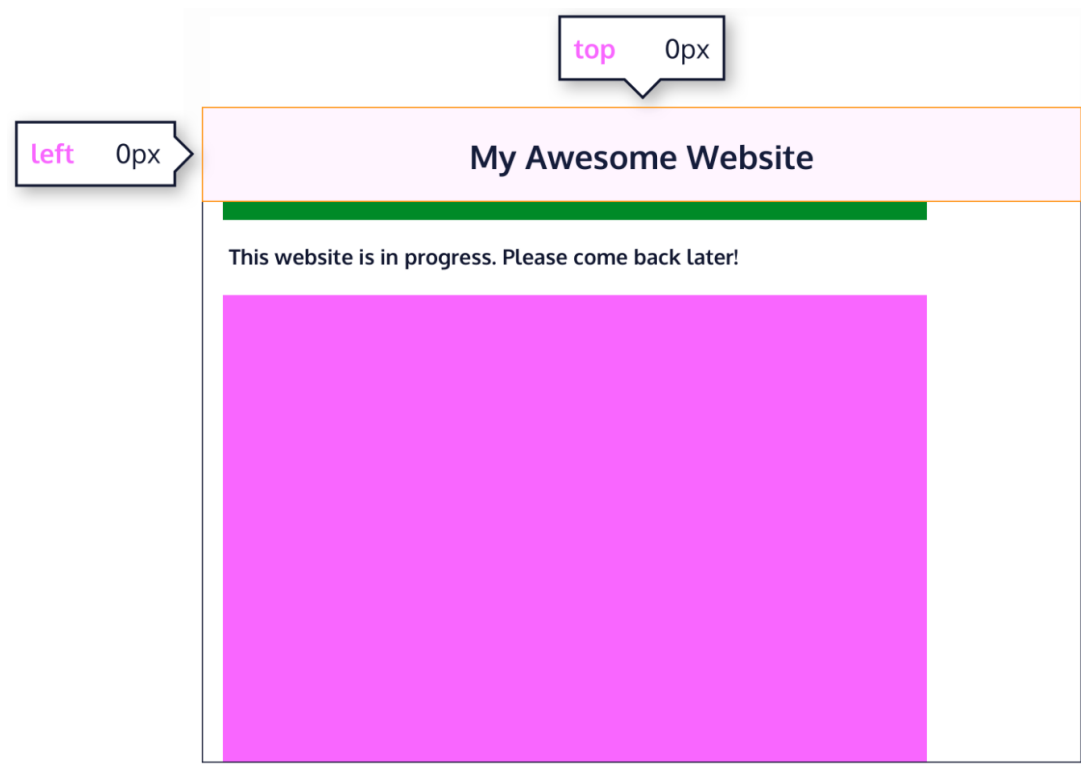 top 0px
left 0px
My Awesome Website
This website is in progress. Please come back later!